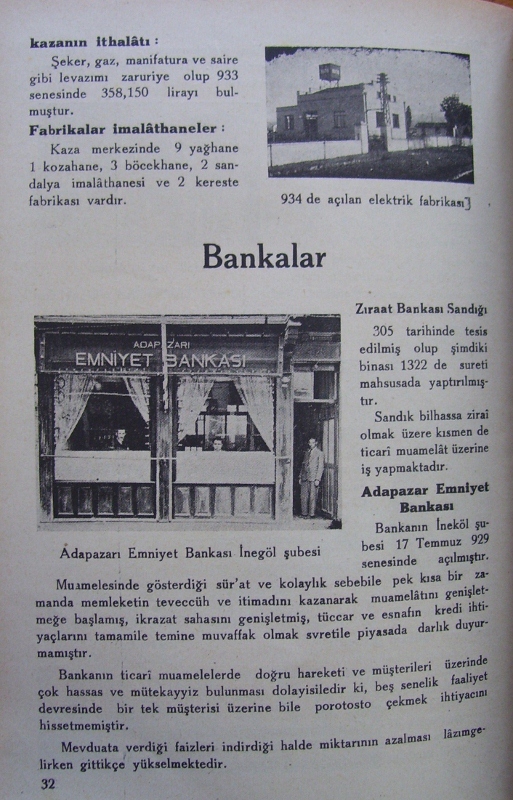 kazanın ithalâtı :
Şeker, gaz, manifatura ve saire
gibi levazımı zaruriye olup 933
senesinde 358,150 lirayı bul-
muştur.
Fabrikalar imalâthaneler :
Kaza merkezinde 9 yağhane
1 kozahane, 3 böcekhane, 2 san-
dalya imalâthanesi ve 2 kereste
fabrikası vardır.
934 de açılan elektrik fabrikası]
Bankalar
ADAPAZARI
EMNİYET BANKASI
Adapazarı Emniyet Bankası İnegöl şubesi
Zıraat Bankası Sandığı
305 tarihinde tesis
edilmiş olup şimdiki
binası 1322 de sureti
mahsusada yaptırılmış-
tır.
Sandık bilhassa ziraî
olmak üzere kısmen de
ticarî muamelât üzerine
iş yapmaktadır.
Adapazar Emniyet
Bankası
Bankanın İneköl şu-
besi 17 Temmuz 929
senesinde açılmıştır.
Muamelesinde gösterdiği sür'at ve kolaylık sebebile pek kısa bir za-
manda memleketin teveccüh ve itimadını kazanarak muamelâtını genişlet-
meğe başlamış, ikrazat sahasını genişletmiş, tüccar ve esnafın kredi ihti-
yaçlarını tamamile temine muvaffak olmak svretile piyasada darlık duyur-
mamıştır.
Bankanın ticarî muamelelerde doğru hareketi ve müşterileri üzerinde
çok hassas ve mütekayyiz bulunması dolayisiledir ki, beş senelik faaliyet
devresinde bir tek müşterisi üzerine bile porotosto çekmek ihtiyacını
hissetmemiştir.
Mevduata verdiği faizleri indirdiği halde miktarının azalması lâzımge-
lirken gittikçe yükselmektedir.
32